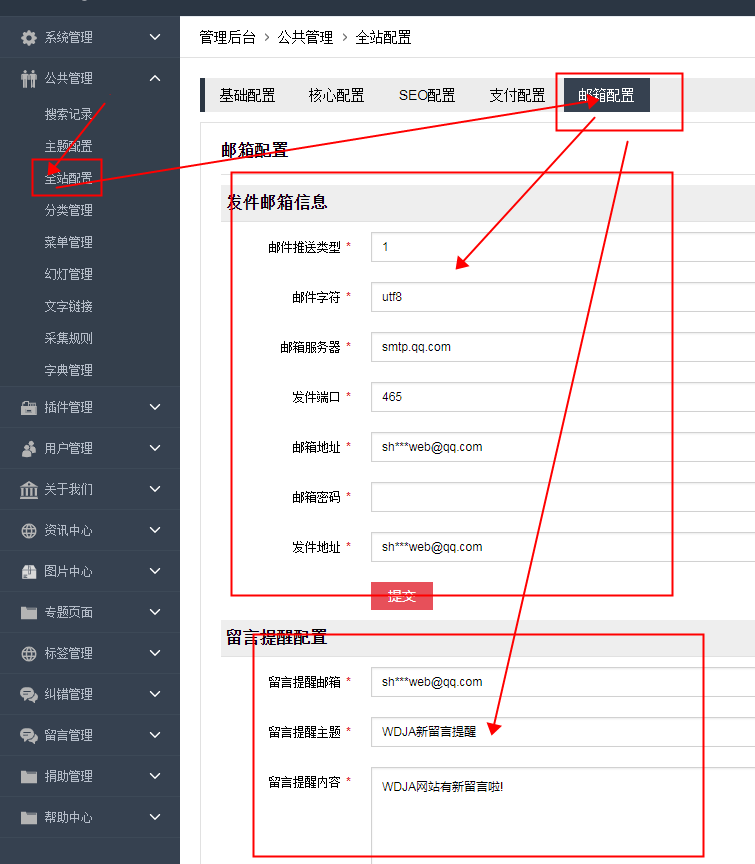 系统管理
公共管理
搜索记录
主题配置
全站配置
分类管理
菜单管理
幻灯管理
文字链接
采集规则
字典管理
插件管理
用户管理
关于我们
资讯中心
图片中心
专题页面
标签管理
纠错管理
留言管理
捐助管理
帮助中心
管理后台 › 公共管理 › 全站配置
基础配置 核心配置 SEO配置 支付配置 邮箱配置
邮箱配置
发件邮箱信息
邮件推送类型 * 1
邮件字符 * utf8
邮箱服务器 * smtp.qq.com
发件端口 * 465
邮箱地址 * sh***web@qq.com
邮箱密码 *
发件地址 * sh***web@qq.com
提交
留言提醒配置
留言提醒邮箱 * sh***web@qq.com
留言提醒主题 * WDJA新留言提醒
留言提醒内容 * WDJA网站有新留言啦!